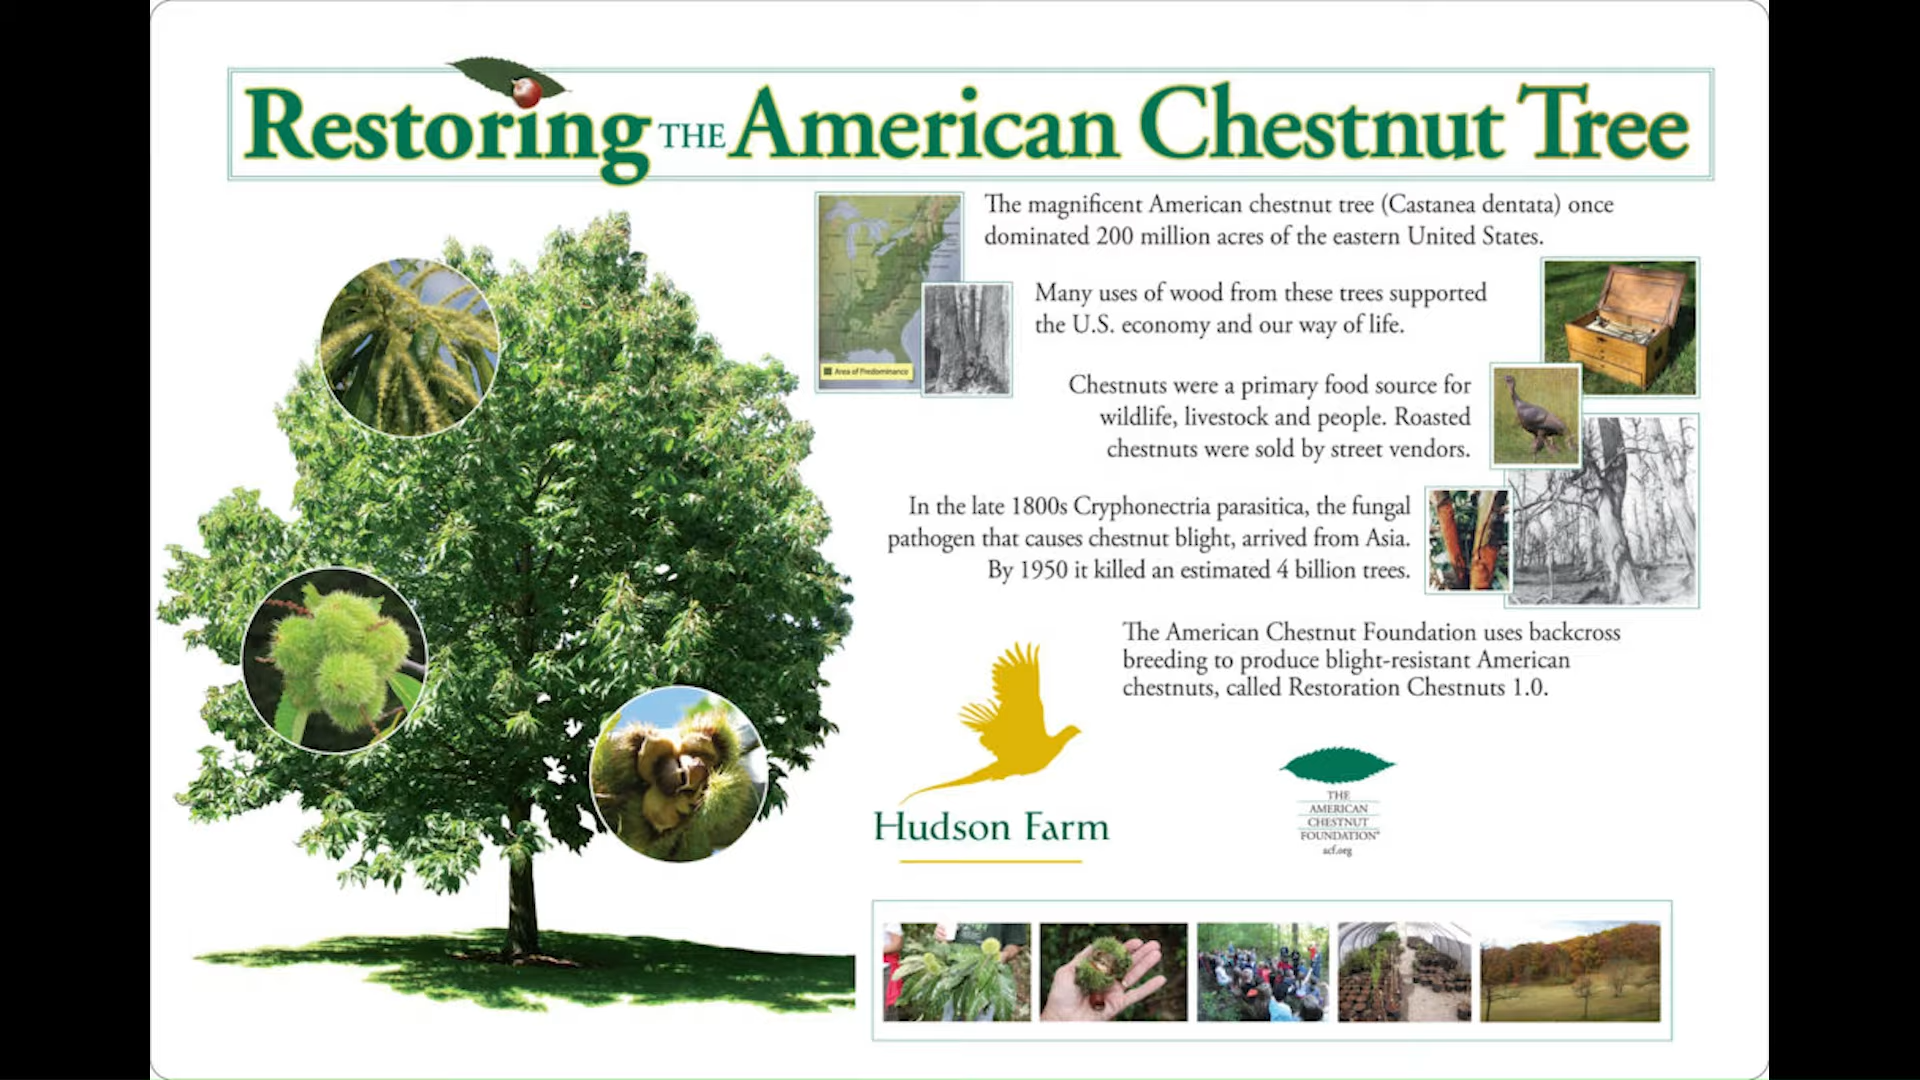 Restoring THE American Chestnut Tree
The magnificent American chestnut tree (Castanea dentata) once
dominated 200 million acres of the eastern United States.
Many uses of wood from these trees supported
the U.S. economy and our way of life.
Area of Predominance
Chestnuts were a primary food source for
wildlife, livestock and people. Roasted
chestnuts were sold by street vendors.
In the late 1800s Cryphonectria parasitica, the fungal
pathogen that causes chestnut blight, arrived from Asia.
By 1950 it killed an estimated 4 billion trees.
The American Chestnut Foundation uses backcross
breeding to produce blight-resistant American
chestnuts, called Restoration Chestnuts 1.0.
Hudson Farm
THE
AMERICAN
CHESTNUT
FOUNDATION®
acf.org